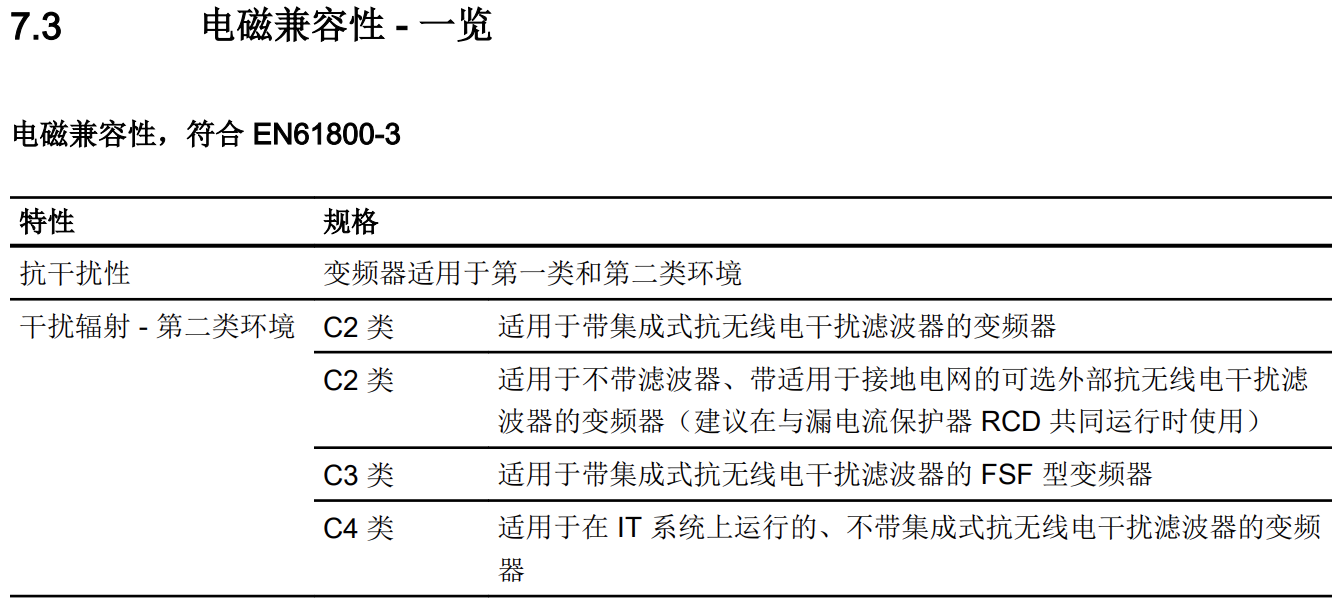 7.3 电磁兼容性 - 一览
电磁兼容性，符合 EN61800-3
特性 规格
抗干扰性 变频器适用于第一类和第二类环境
干扰辐射 - 第二类环境 C2 类 适用于带集成式抗无线电干扰滤波器的变频器
C2 类 适用于不带滤波器、带适用于接地电网的可选外部抗无线电干扰滤
波器的变频器（建议在与漏电流保护器 RCD 共同运行时使用）
C3 类 适用于带集成式抗无线电干扰滤波器的 FSF 型变频器
C4 类 适用于在 IT 系统上运行的、不带集成式抗无线电干扰滤波器的变频
器